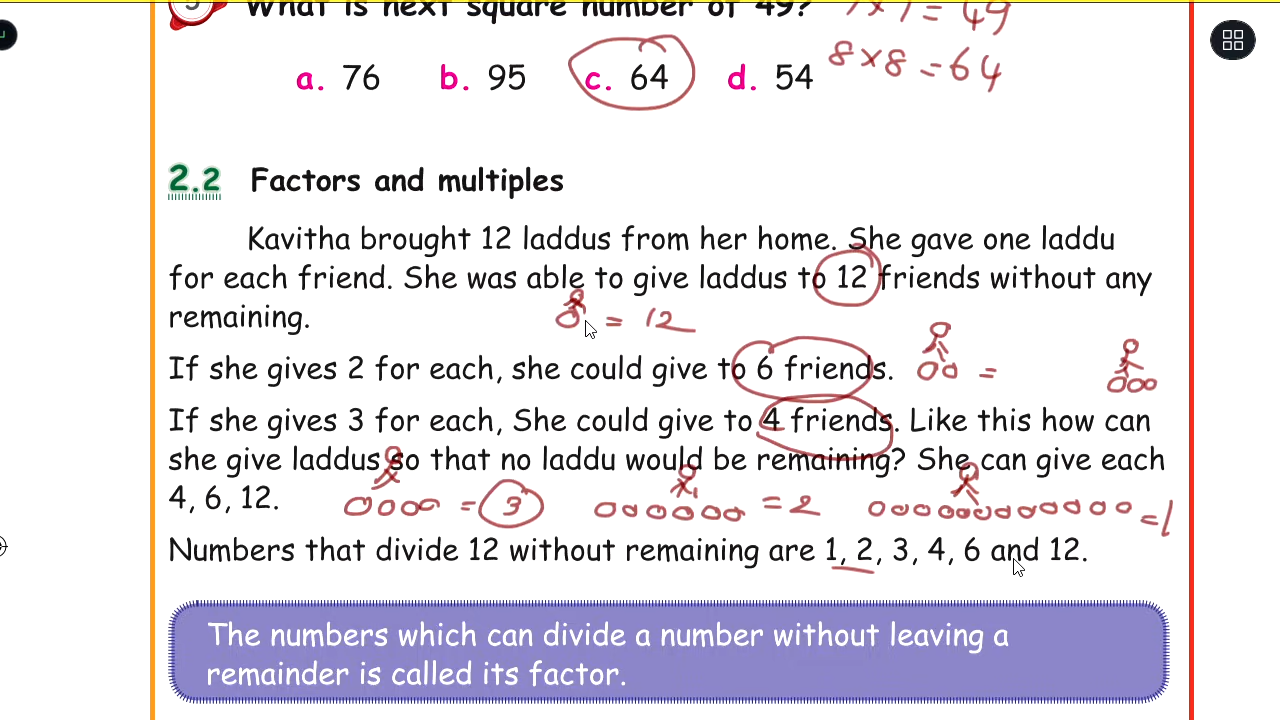 5 What is next square number of 49? 7 x 7 = 49
a. 76 b. 95 c. 64 d. 54 8 x 8 = 64
2.2 Factors and multiples
Kavitha brought 12 laddus from her home. She gave one laddu
for each friend. She was able to give laddus to 12 friends without any
remaining. = 12
If she gives 2 for each, she could give to 6 friends. =
If she gives 3 for each, She could give to 4 friends. Like this how can
she give laddus so that no laddu would be remaining? She can give each
4, 6, 12. = 3 = 2 = 1
Numbers that divide 12 without remaining are 1, 2, 3, 4, 6 and 12.
The numbers which can divide a number without leaving a
remainder is called its factor.